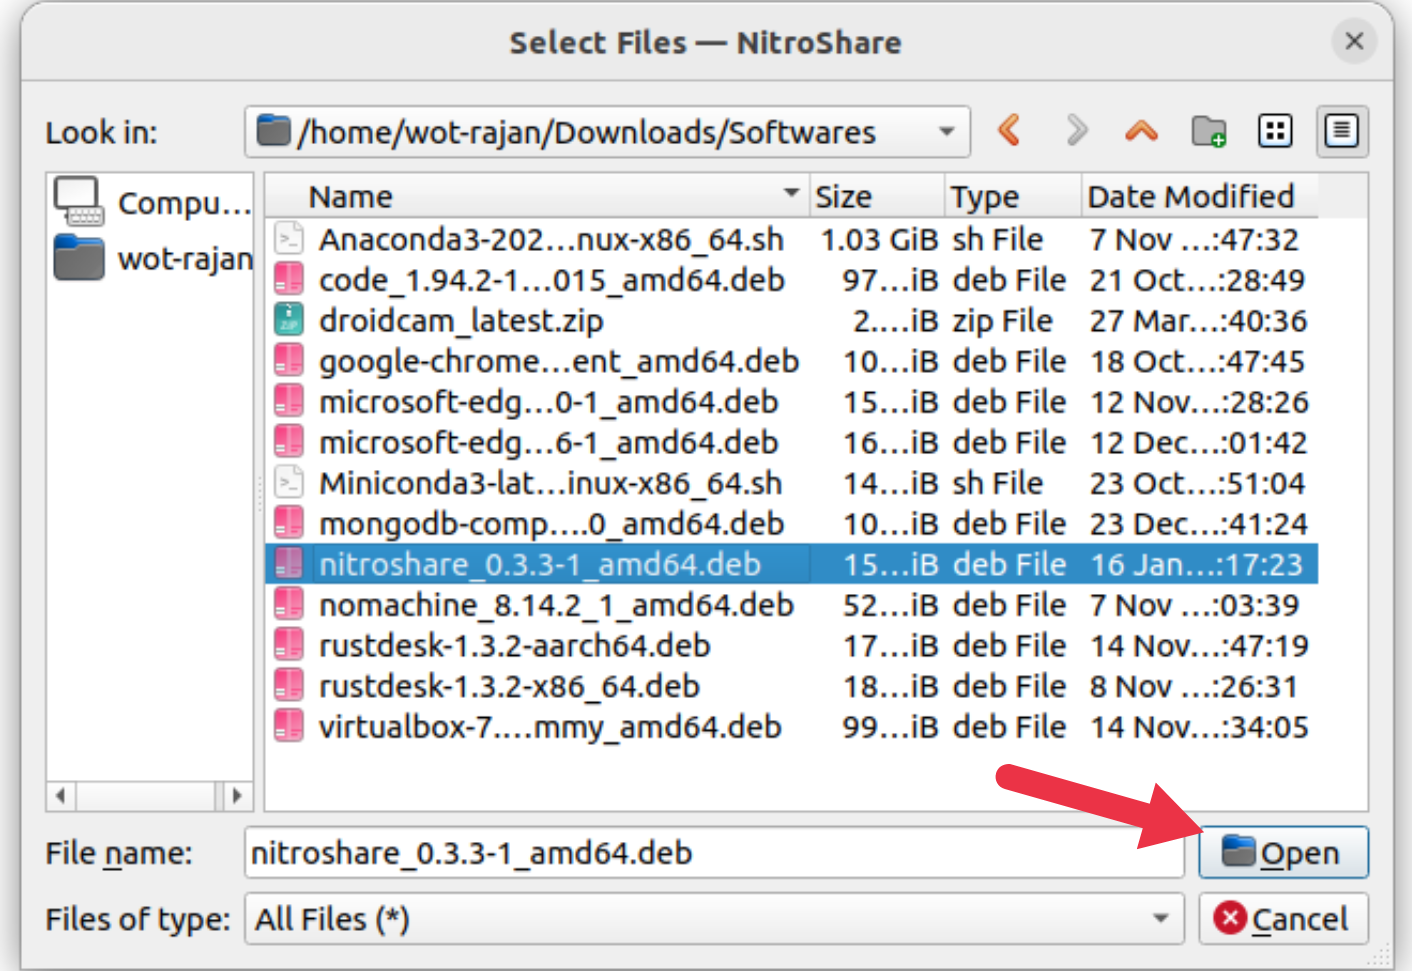 Select Files — NitroShare
Look in: /home/wot-rajan/Downloads/Softwares
Compu...
wot-rajan
Name Size Type Date Modified
Anaconda3-202...nux-x86_64.sh 1.03 GiB sh File 7 Nov ...:47:32
code_1.94.2-1...015_amd64.deb 97...iB deb File 21 Oct...:28:49
droidcam_latest.zip 2....iB zip File 27 Mar...:40:36
google-chrome...ent_amd64.deb 10...iB deb File 18 Oct...:47:45
microsoft-edg...0-1_amd64.deb 15...iB deb File 12 Nov...:28:26
microsoft-edg...6-1_amd64.deb 16...iB deb File 12 Dec...:01:42
Miniconda3-lat...inux-x86_64.sh 14...iB sh File 23 Oct...:51:04
mongodb-comp....0_amd64.deb 10...iB deb File 23 Dec...:41:24
nitroshare_0.3.3-1_amd64.deb 15...iB deb File 16 Jan...:17:23
nomachine_8.14.2_1_amd64.deb 52...iB deb File 7 Nov ...:03:39
rustdesk-1.3.2-aarch64.deb 17...iB deb File 14 Nov...:47:19
rustdesk-1.3.2-x86_64.deb 18...iB deb File 8 Nov ...:26:31
virtualbox-7....mmy_amd64.deb 99...iB deb File 14 Nov...:34:05
File name: nitroshare_0.3.3-1_amd64.deb Open
Files of type: All Files (*) Cancel